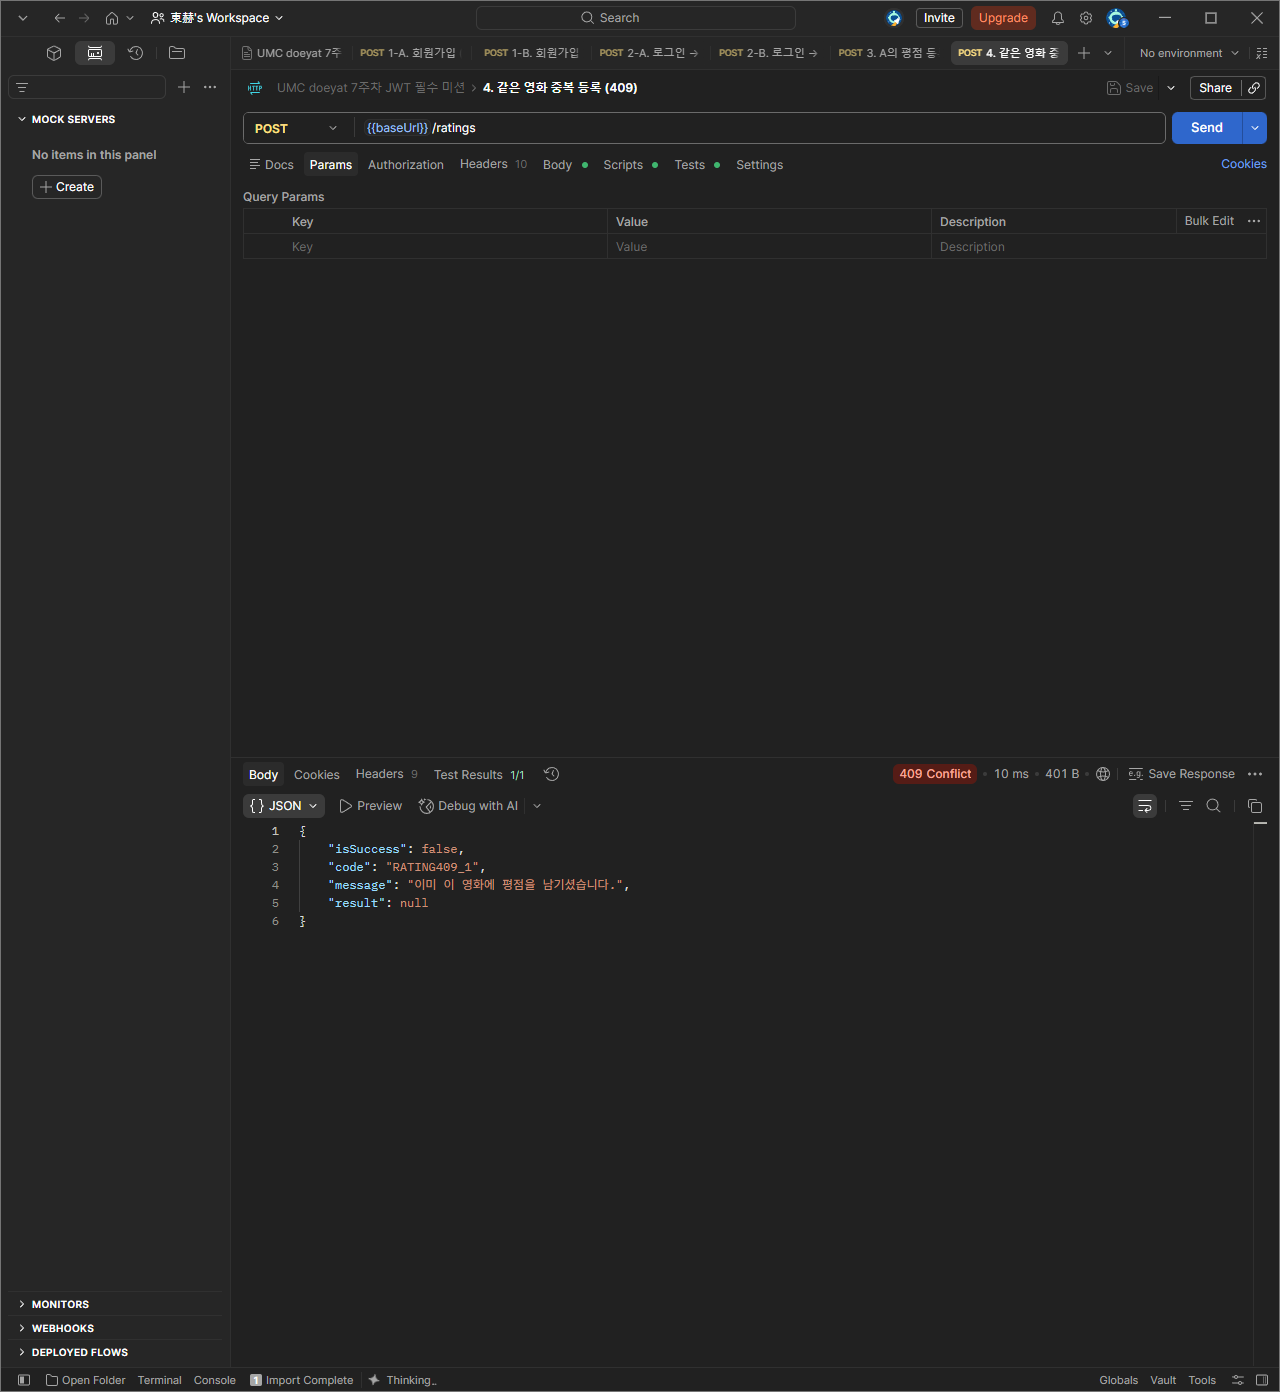 東赫's Workspace
Search
Invite
Upgrade
5
UMC doeyat 7주
POST 1-A. 회원가입
POST 1-B. 회원가입
POST 2-A. 로그인 →
POST 2-B. 로그인 →
POST 3. A의 평점 등
POST 4. 같은 영화 중
No environment
HTTP
UMC doeyat 7주차 JWT 필수 미션 > 4. 같은 영화 중복 등록 (409)
Save
Share
MOCK SERVERS
No items in this panel
Create
POST
{{baseUrl}} /ratings
Send
Docs
Params
Authorization
Headers 10
Body
Scripts
Tests
Settings
Cookies
Query Params
Key
Value
Description
Bulk Edit
Key
Value
Description
Body
Cookies
Headers 9
Test Results 1/1
409 Conflict
10 ms
401 B
e.g. Save Response
{ } JSON
Preview
Debug with AI
1 {
2 "isSuccess": false,
3 "code": "RATING409_1",
4 "message": "이미 이 영화에 평점을 남기셨습니다.",
5 "result": null
6 }
MONITORS
WEBHOOKS
DEPLOYED FLOWS
Open Folder
Terminal
Console
1 Import Complete
Thinking..
Globals
Vault
Tools